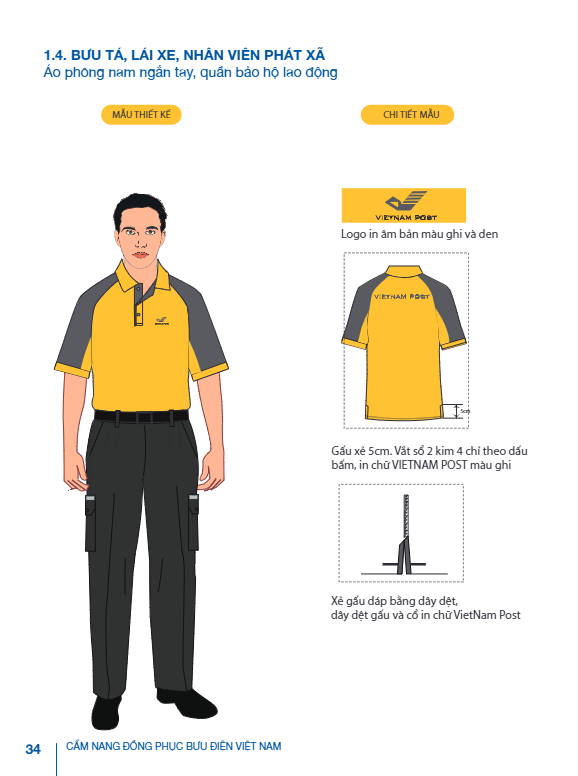 1.4. BƯU TÁ, LÁI XE, NHÂN VIÊN PHÁT XÃ
Áo phông nam ngắn tay, quần bảo hộ lao động
MẪU THIẾT KẾ
CHI TIẾT MẪU
VIETNAM POST
Logo in âm bản màu ghi và đen
VIETNAM POST
5cm
Gấu xẻ 5cm. Vắt sổ 2 kim 4 chỉ theo dấu
bấm, in chữ VIETNAM POST màu ghi
Xẻ gấu dáp bằng dây dệt,
dây dệt gấu và cổ in chữ VietNam Post
34
CẨM NANG ĐỒNG PHỤC BƯU ĐIỆN VIỆT NAM